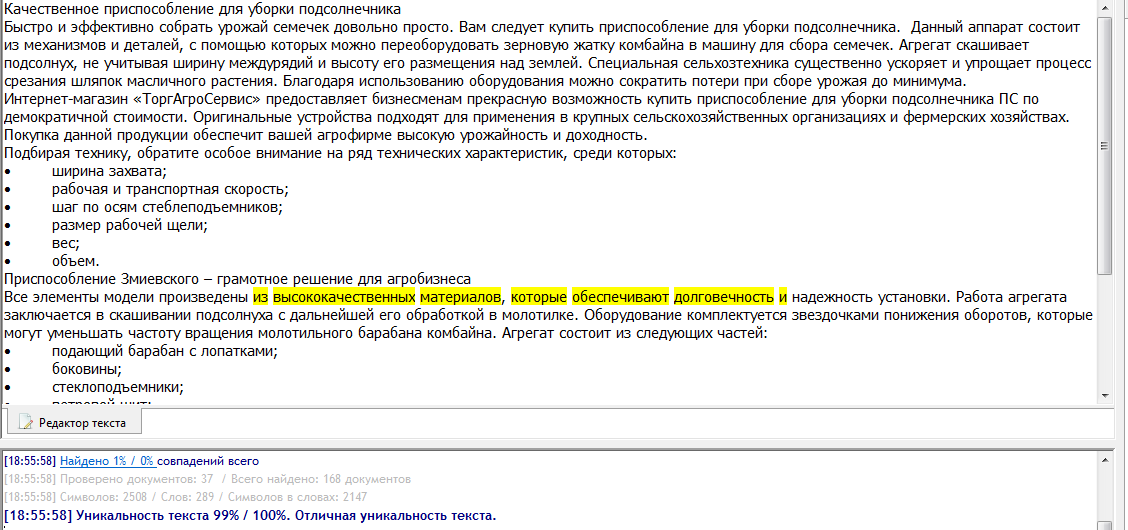 Качественное приспособление для уборки подсолнечника
Быстро и эффективно собрать урожай семечек довольно просто. Вам следует купить приспособление для уборки подсолнечника.  Данный аппарат состоит
из механизмов и деталей, с помощью которых можно переоборудовать зерновую жатку комбайна в машину для сбора семечек. Агрегат скашивает
подсолнух, не учитывая ширину междурядий и высоту его размещения над землей. Специальная сельхозтехника существенно ускоряет и упрощает процесс
срезания шляпок масличного растения. Благодаря использованию оборудования можно сократить потери при сборе урожая до минимума.
Интернет-магазин «ТоргАгроСервис» предоставляет бизнесменам прекрасную возможность купить приспособление для уборки подсолнечника ПС по
демократичной стоимости. Оригинальные устройства подходят для применения в крупных сельскохозяйственных организациях и фермерских хозяйствах.
Покупка данной продукции обеспечит вашей агрофирме высокую урожайность и доходность.
Подбирая технику, обратите особое внимание на ряд технических характеристик, среди которых:
• ширина захвата;
• рабочая и транспортная скорость;
• шаг по осям стеблеподъемников;
• размер рабочей щели;
• вес;
• объем.
Приспособление Змиевского – грамотное решение для агробизнеса
Все элементы модели произведены из высококачественных материалов, которые обеспечивают долговечность и надежность установки. Работа агрегата
заключается в скашивании подсолнуха с дальнейшей его обработкой в молотилке. Оборудование комплектуется звездочками понижения оборотов, которые
могут уменьшать частоту вращения молотильного барабана комбайна. Агрегат состоит из следующих частей:
• подающий барабан с лопатками;
• боковины;
• стеклоподъемники;
Редактор текста
[18:55:58] Найдено 1% / 0% совпадений всего
[18:55:58] Проверено документов: 37  / Всего найдено: 168 документов
[18:55:58] Символов: 2508 / Слов: 289 / Символов в словах: 2147
[18:55:58] Уникальность текста 99% / 100%. Отличная уникальность текста.